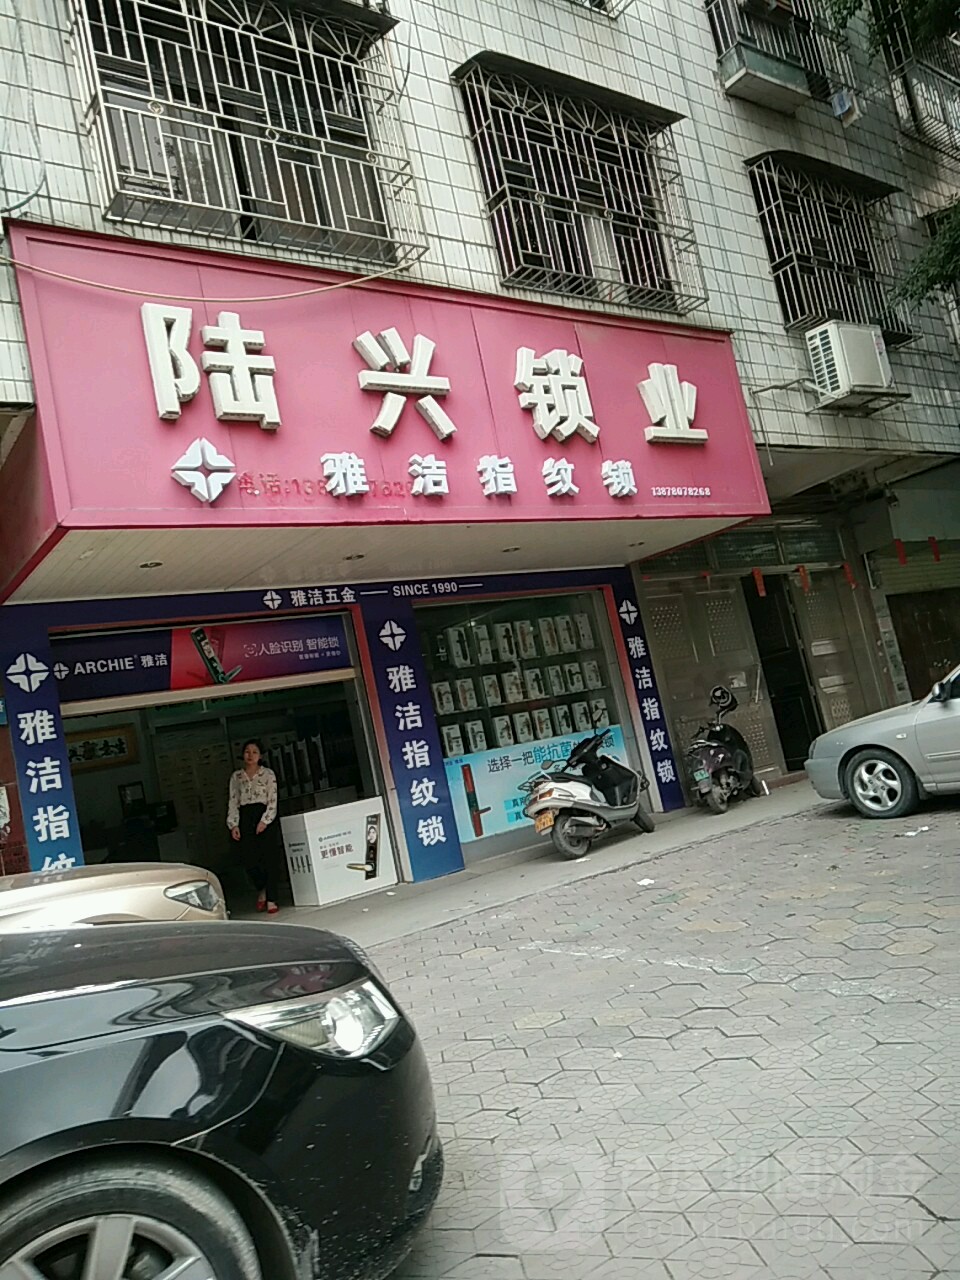 陆兴锁业
雅洁指纹锁 13878078268
雅洁五金 SINCE 1990
ARCHIE 雅洁
人脸识别 智能锁
雅洁指纹
雅洁指纹锁
雅洁指纹锁
选择一把能抗菌
更懂智能